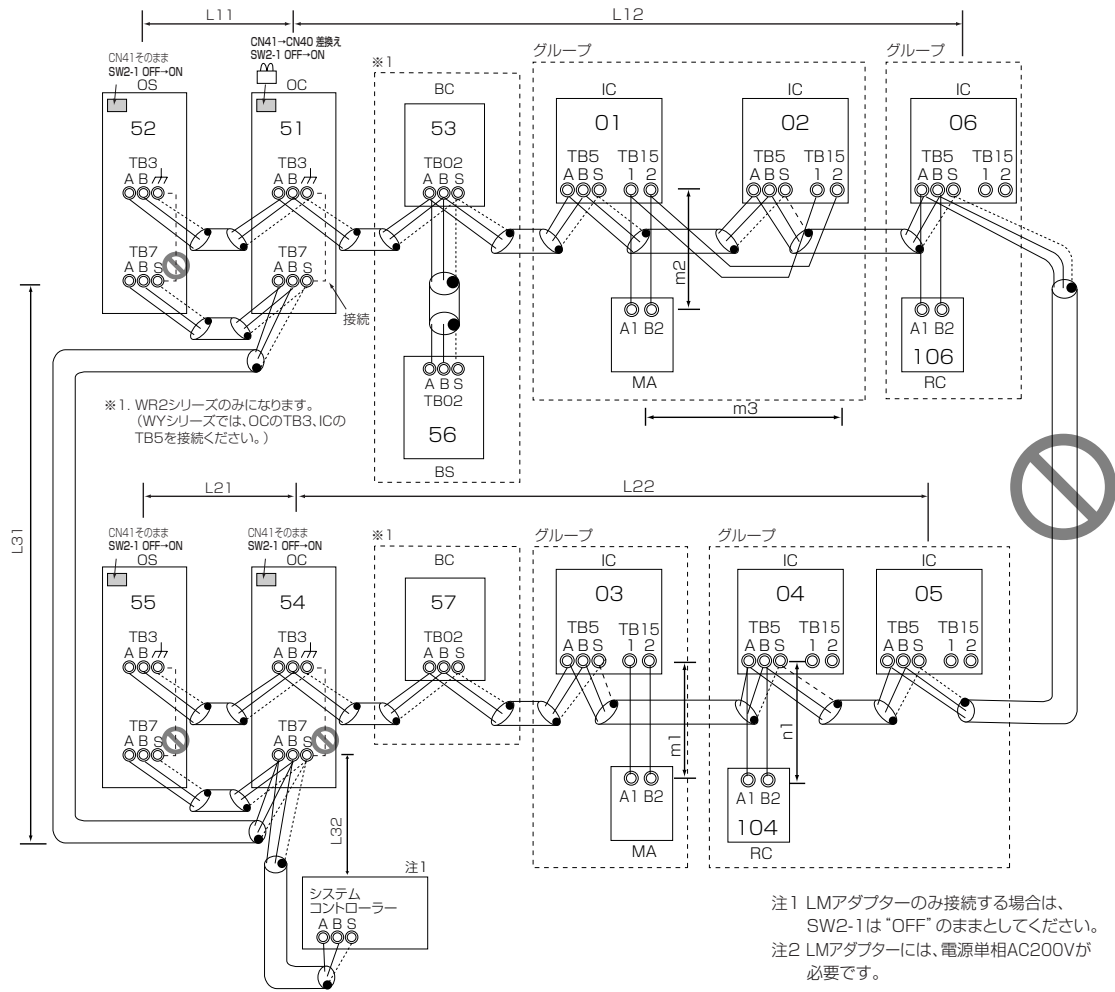 L11
L12
CN41そのまま
SW2-1 OFF→ON
OS
CN41→CN40 差換え
SW2-1 OFF→ON
OC
※1
BC
グループ
IC
IC
グループ
IC
52
51
53
01
02
06
TB3
A B
TB3
A B
TB02
A B S
TB5
A B S
TB15
1 2
TB5
A B S
TB15
1 2
TB5
A B S
TB15
1 2
TB7
A B S
TB7
A B S
接続
m2
A1 B2
MA
A1 B2
106
RC
A B S
TB02
56
BS
m3
※1. WR2シリーズのみになります。
(WYシリーズでは、OCのTB3、ICの
TB5を接続ください。)
L31
L21
L22
CN41そのまま
SW2-1 OFF→ON
OS
CN41そのまま
SW2-1 OFF→ON
OC
※1
BC
グループ
IC
グループ
IC
IC
55
54
57
03
04
05
TB3
A B
TB3
A B
TB02
A B S
TB5
A B S
TB15
1 2
TB5
A B S
TB15
1 2
TB5
A B S
TB15
1 2
TB7
A B S
TB7
A B S
m1
n1
A1 B2
MA
A1 B2
104
RC
L32
注1
システム
コントローラー
A B S
注1 LMアダプターのみ接続する場合は、
SW2-1は“OFF”のままとしてください。
注2 LMアダプターには、電源単相AC200Vが
必要です。